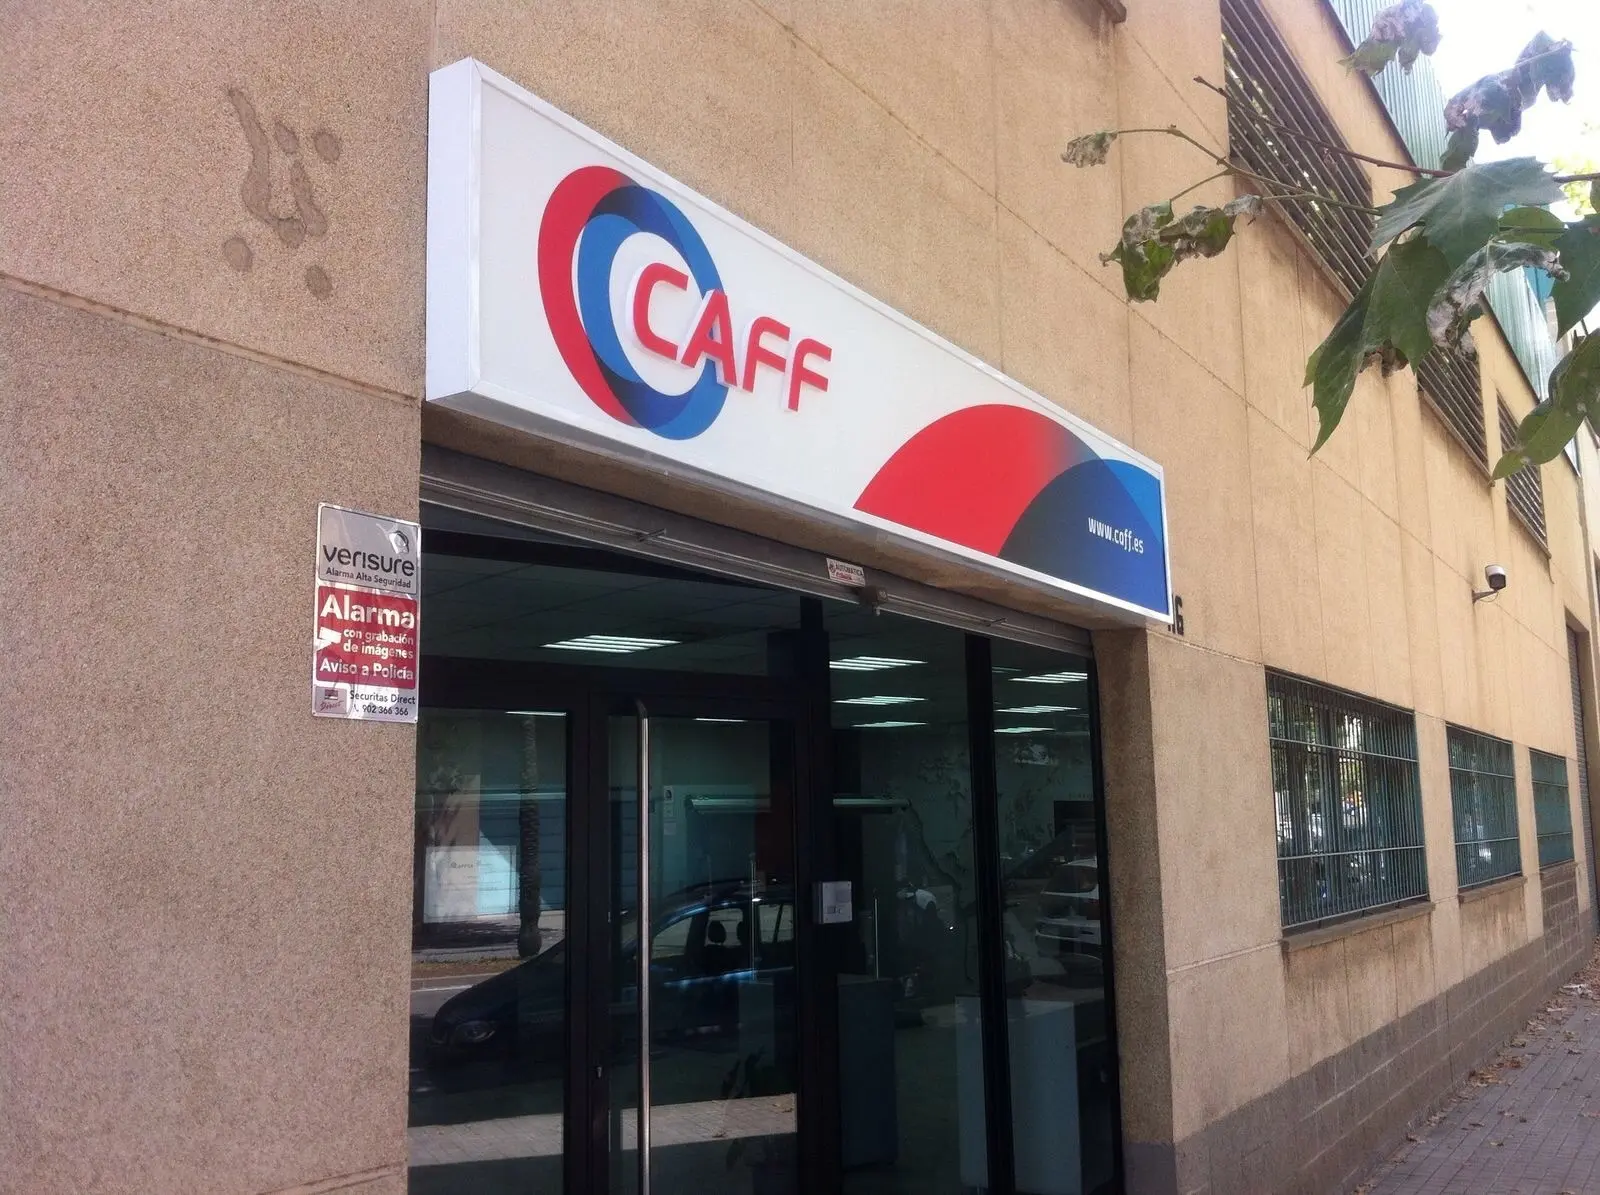 CAFF
www.caff.es
verisure
Alarma Alta Seguridad
Alarma
con grabación
de imágenes
Aviso a Policía
Securitas Direct
902 366 366
AUTOMATICA